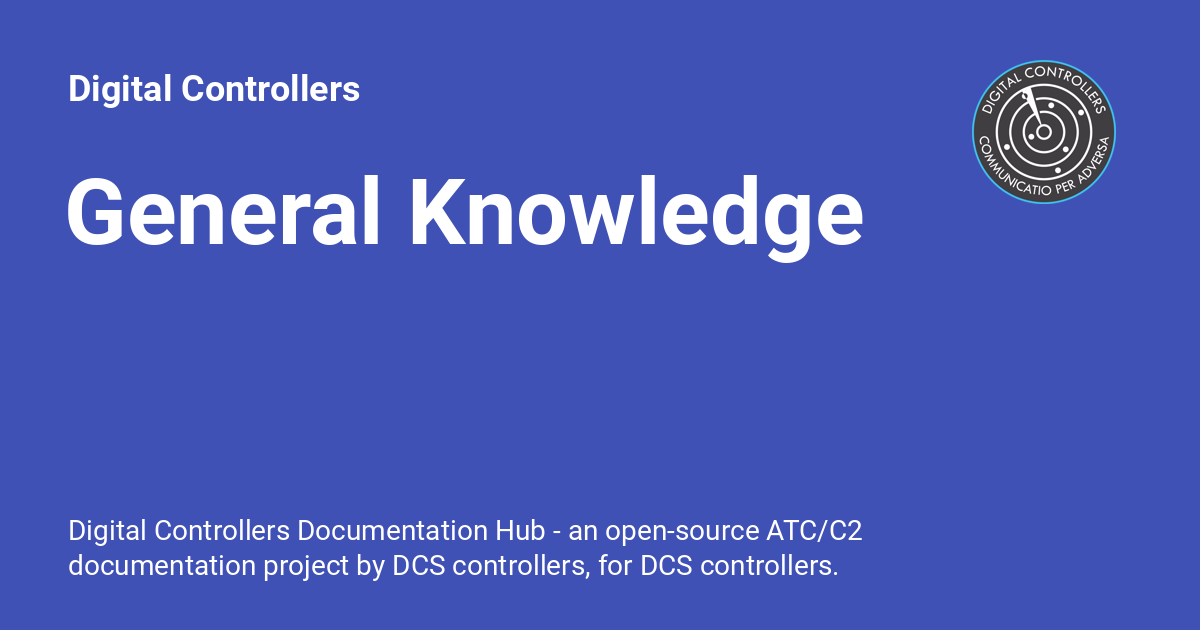 Digital Controllers
DIGITAL CONTROLLERS
COMMUNICATIO PER ADVERSA
General Knowledge
Digital Controllers Documentation Hub - an open-source ATC/C2
documentation project by DCS controllers, for DCS controllers.